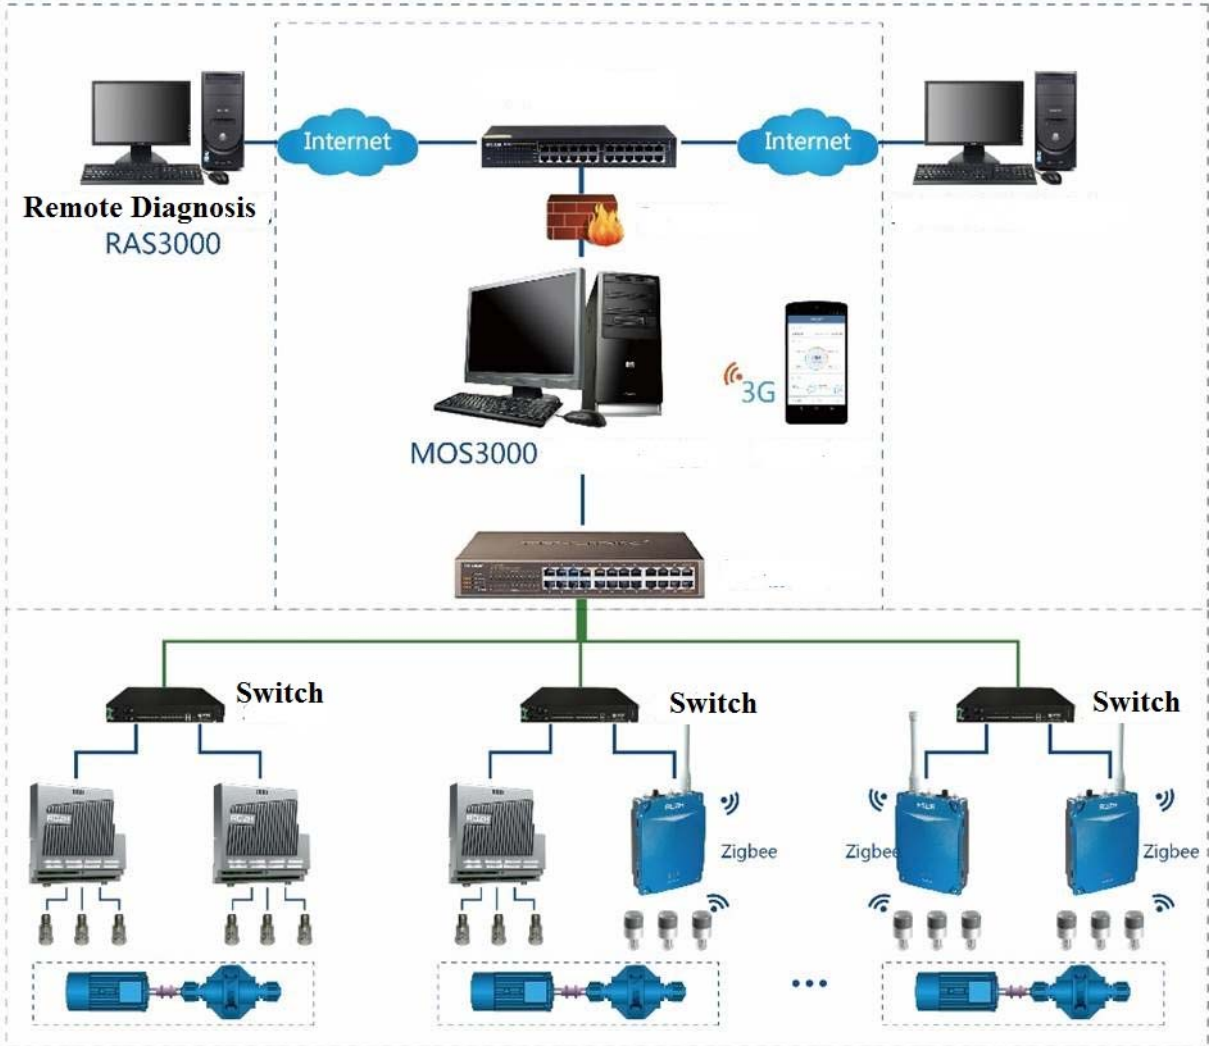 Internet
Internet
Remote Diagnosis
RAS3000
3G
MOS3000
Switch
Switch
Switch
Zigbee
Zigbee
Zigbee